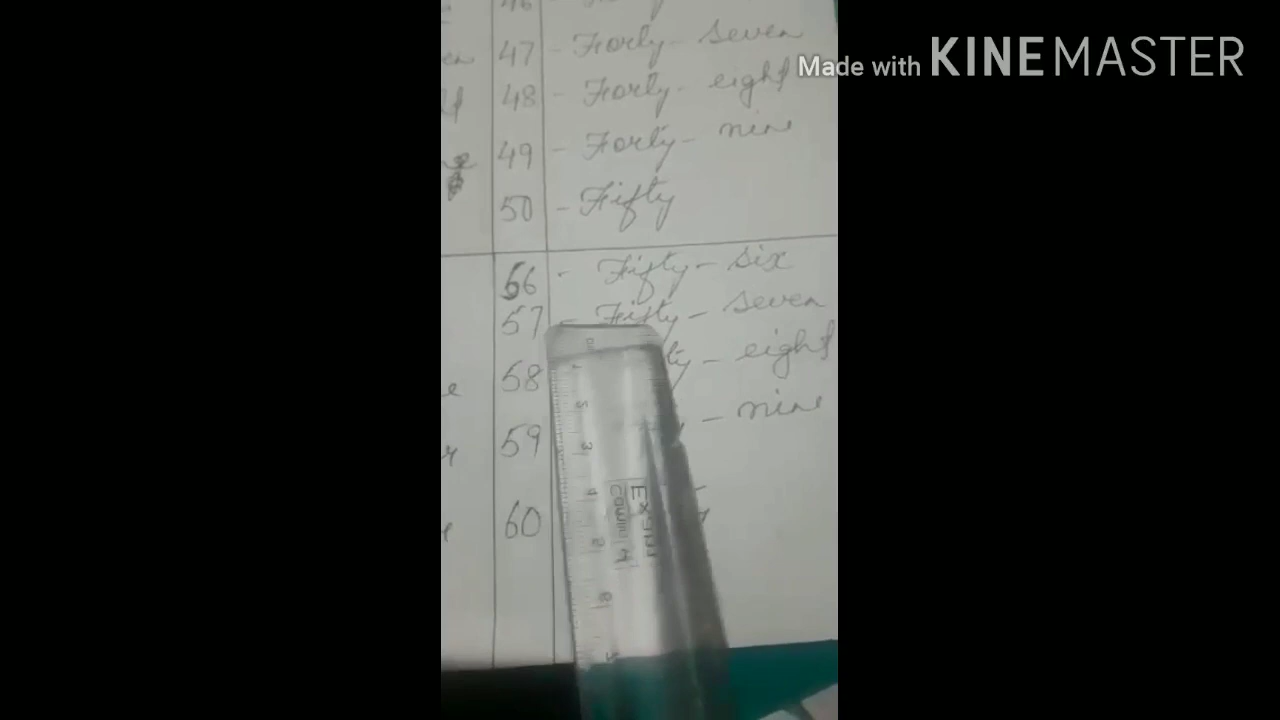 Made with KINEMASTER
47 - Forty - seven
48 - Forty - eight
49 - Forty - nine
50 - Fifty
56 - Fifty - six
57 - Fifty - seven
58 ty - eight
59 - nine
60